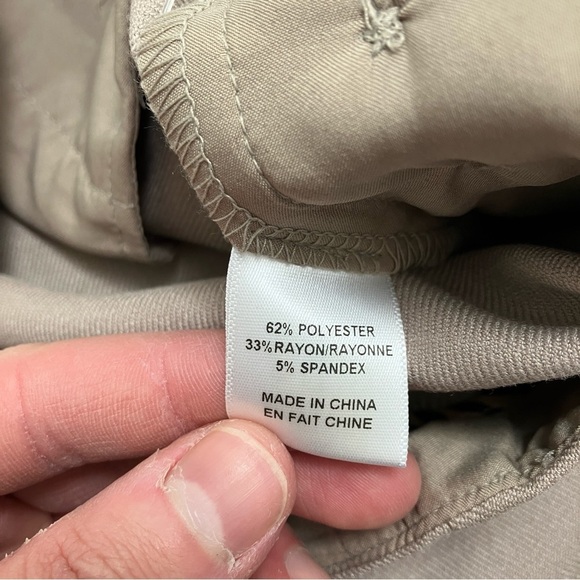 62% POLYESTER
33% RAYON/RAYONNE
5% SPANDEX
MADE IN CHINA
EN FAIT CHINE